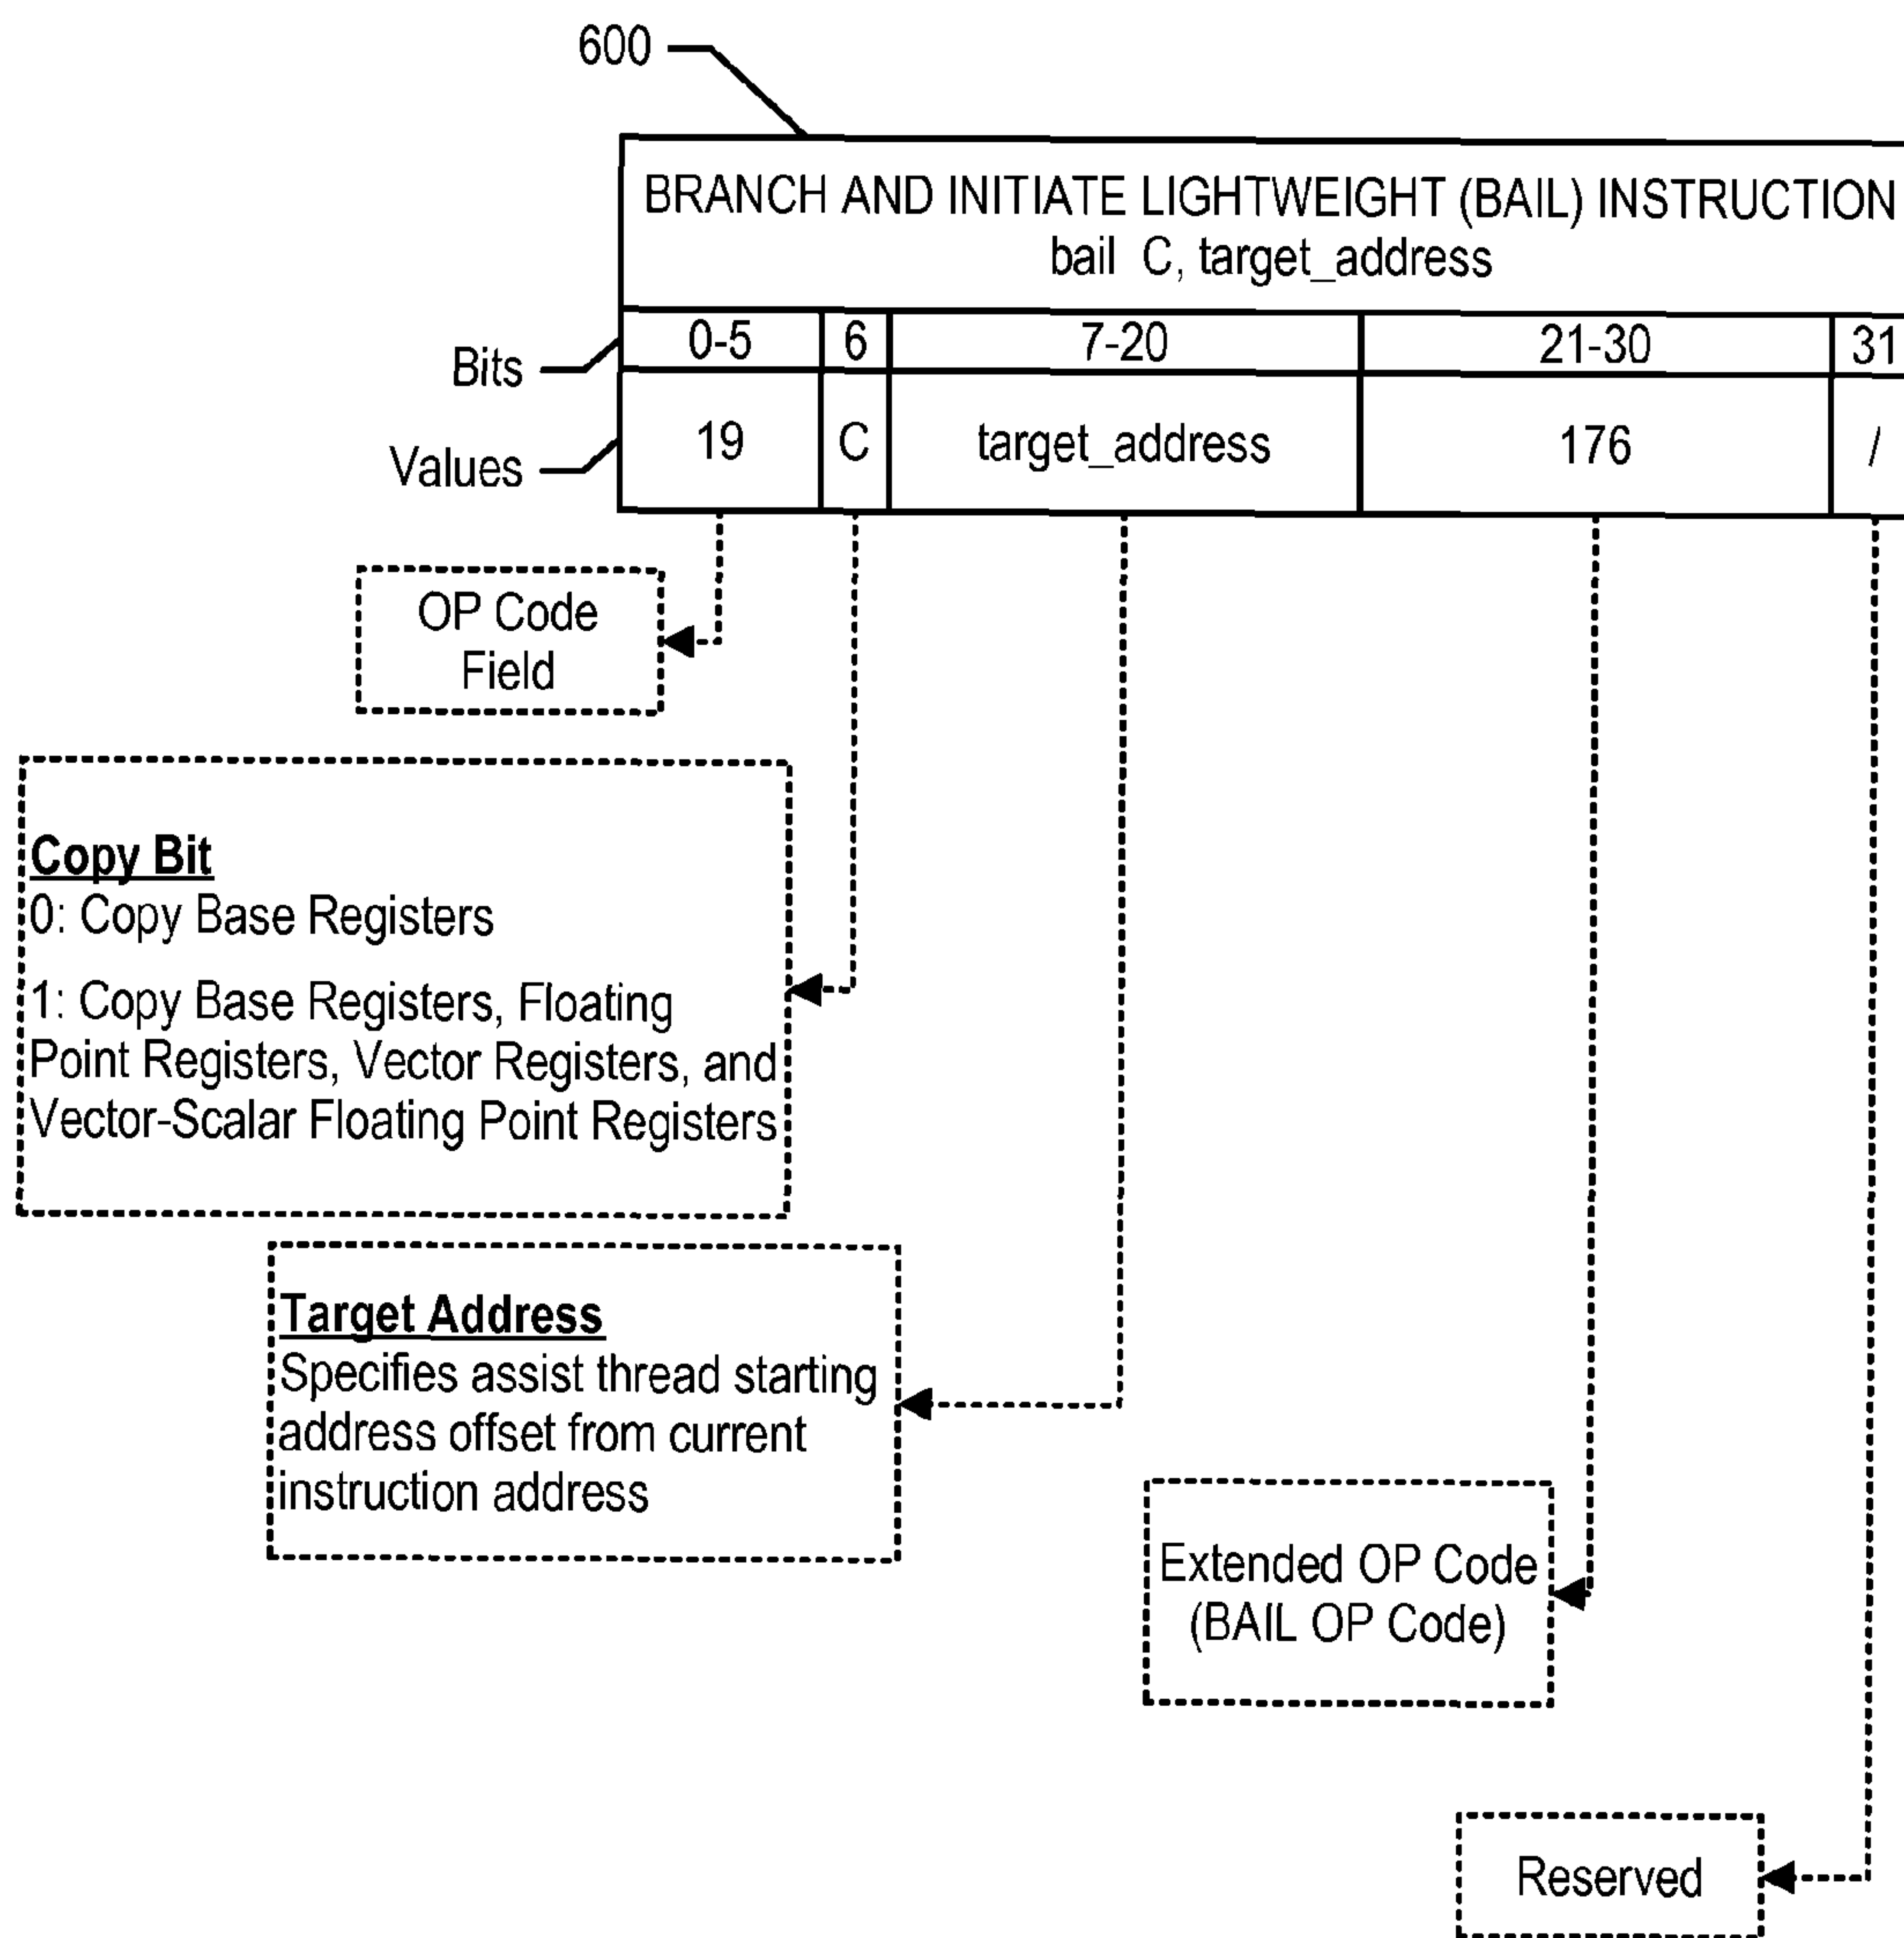 600
BRANCH AND INITIATE LIGHTWEIGHT (BAIL) INSTRUCTION
bail C, target_address
Bits
0-5 6 7-20 21-30 31
Values
19 C target_address 176 /
OP Code
Field
Copy Bit
0: Copy Base Registers
1: Copy Base Registers, Floating
Point Registers, Vector Registers, and
Vector-Scalar Floating Point Registers
Target Address
Specifies assist thread starting
address offset from current
instruction address
Extended OP Code
(BAIL OP Code)
Reserved